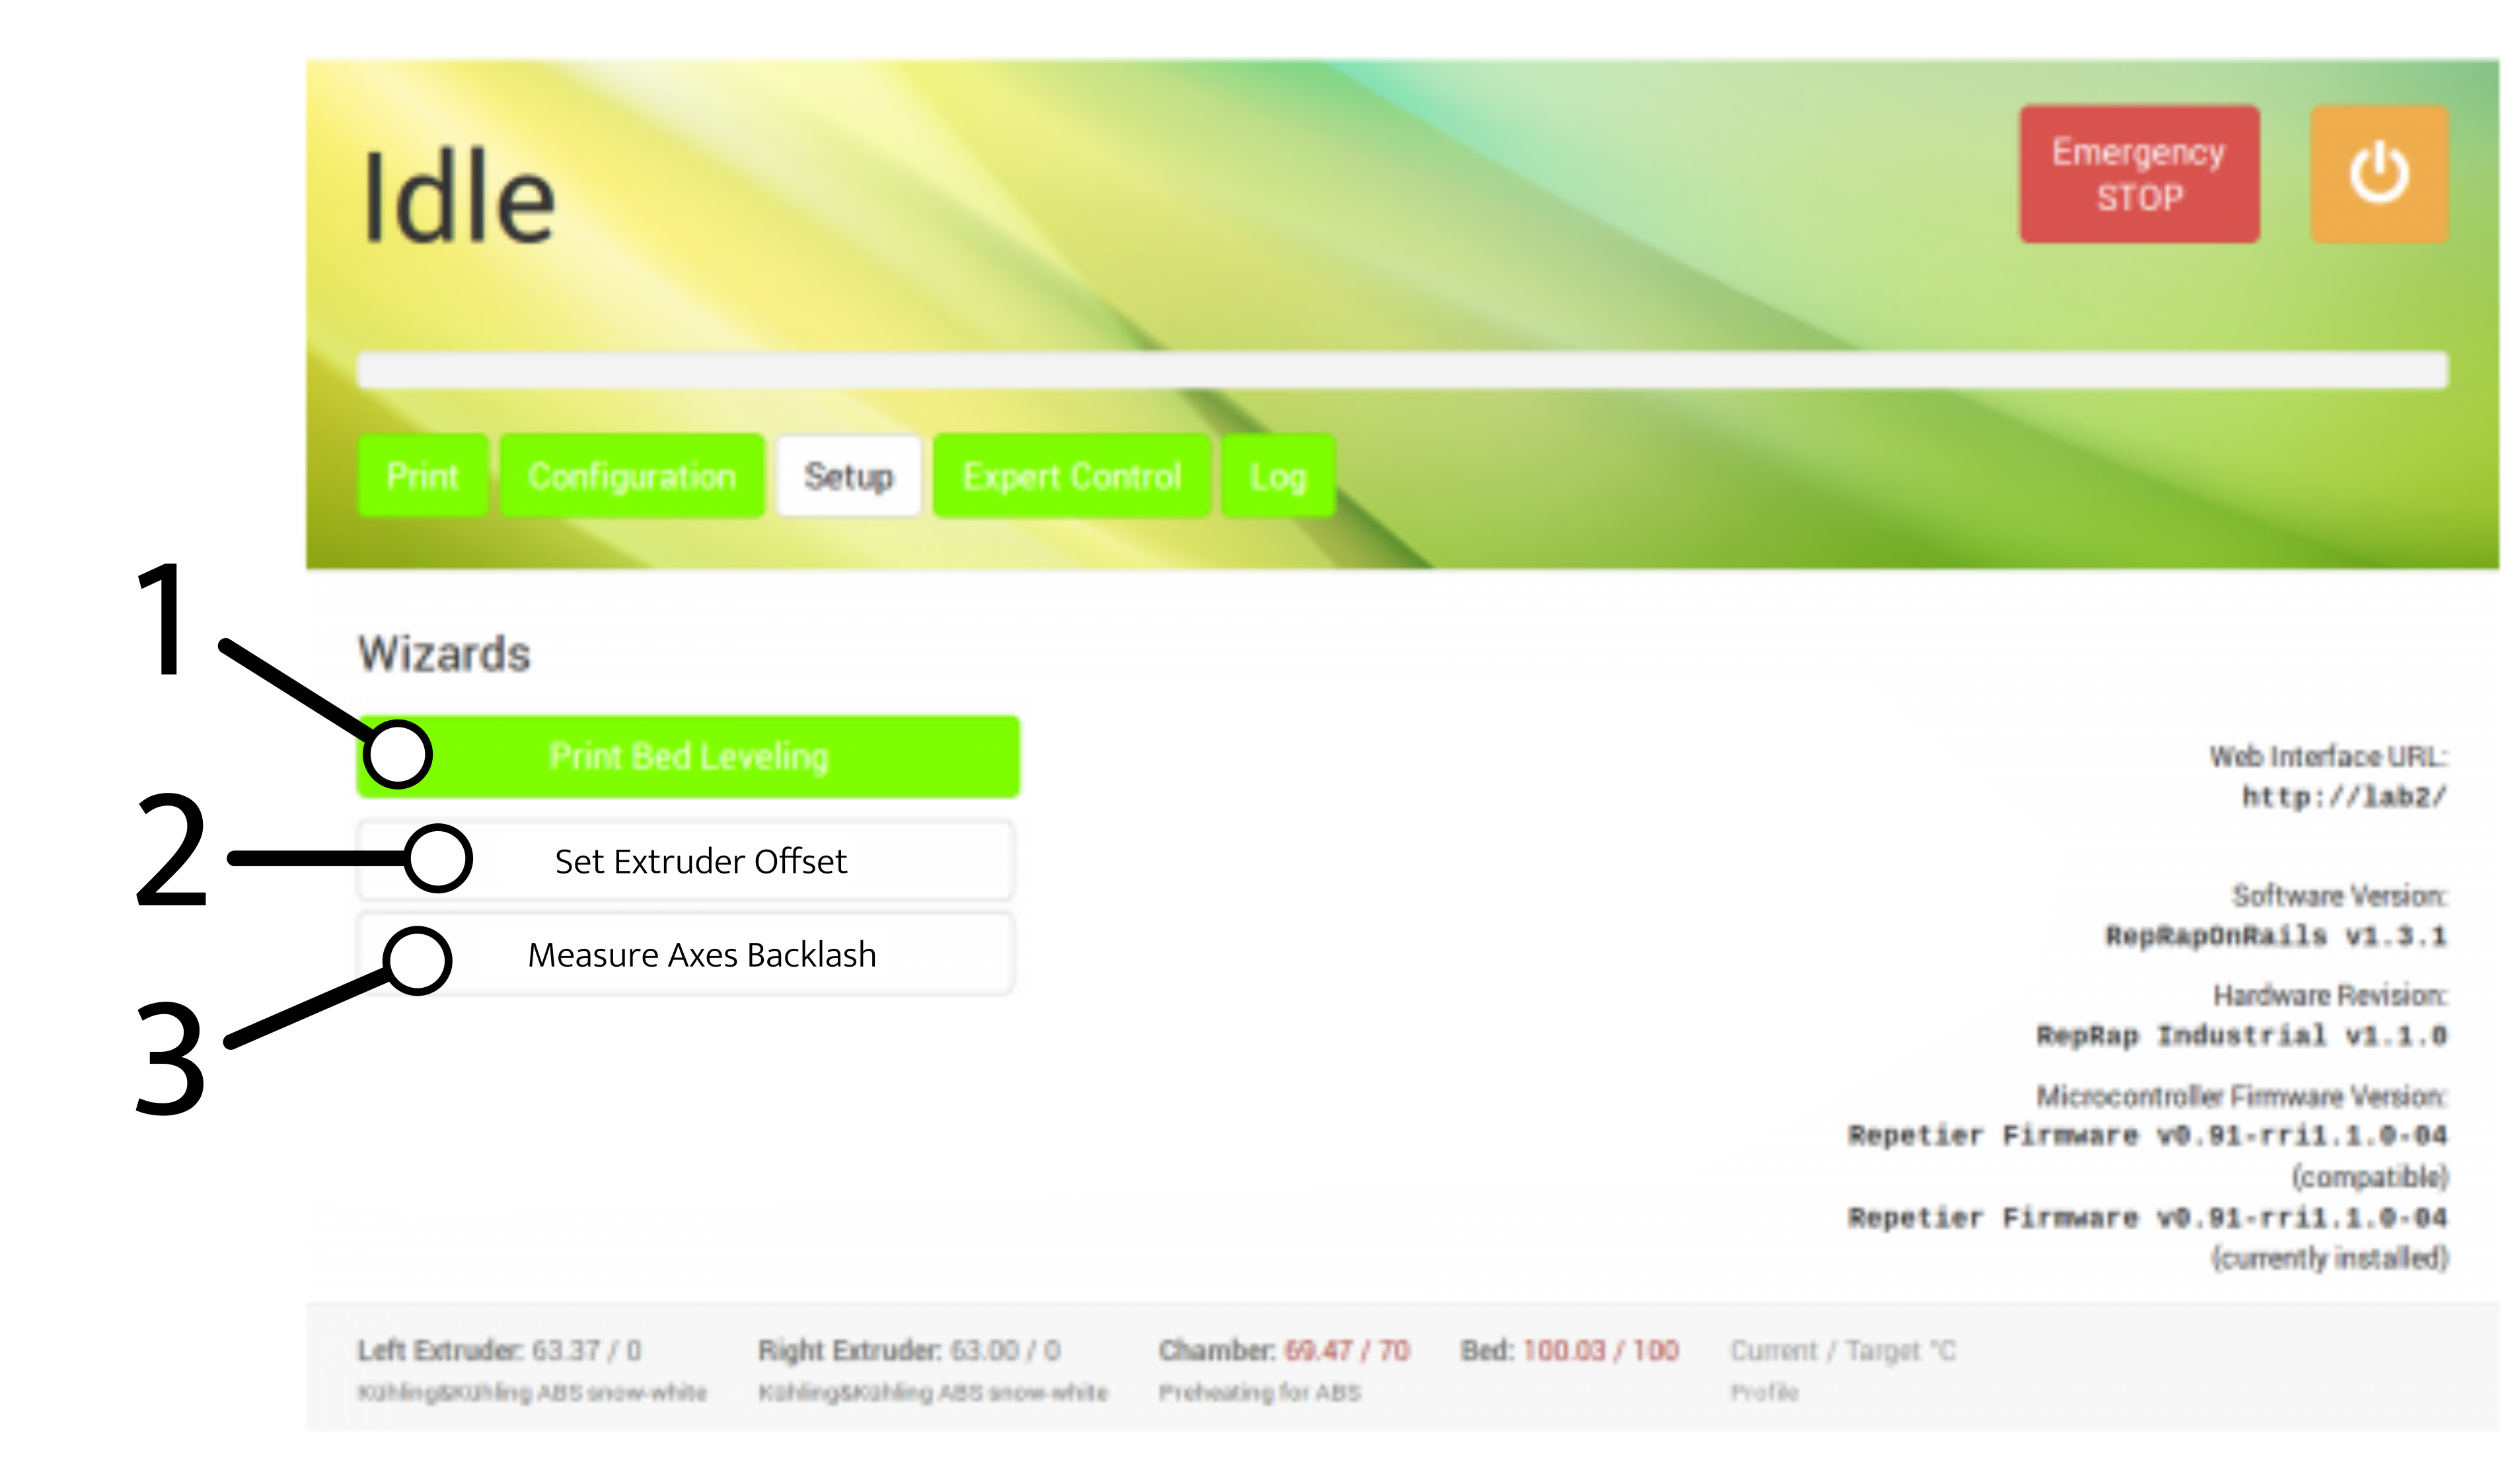 Idle
Emergency
STOP
Print Configuration Setup Expert Control Log
1
Wizards
Print Bed Leveling
2
Set Extruder Offset
3
Measure Axes Backlash
Web Interface URL:
http://lab2/
Software Version:
RepRapOnRails v1.3.1
Hardware Revision:
RepRap Industrial v1.1.0
Microcontroller Firmware Version:
Repetier Firmware v0.91-rri1.1.0-04
(compatible)
Repetier Firmware v0.91-rri1.1.0-04
(currently installed)
Left Extruder: 63.37 / 0 Right Extruder: 63.00 / 0 Chamber: 69.47 / 70 Bed: 100.03 / 100 Current / Target °C
Kühling&Kühling ABS snow-white Kühling&Kühling ABS snow-white Preheating for ABS Profile